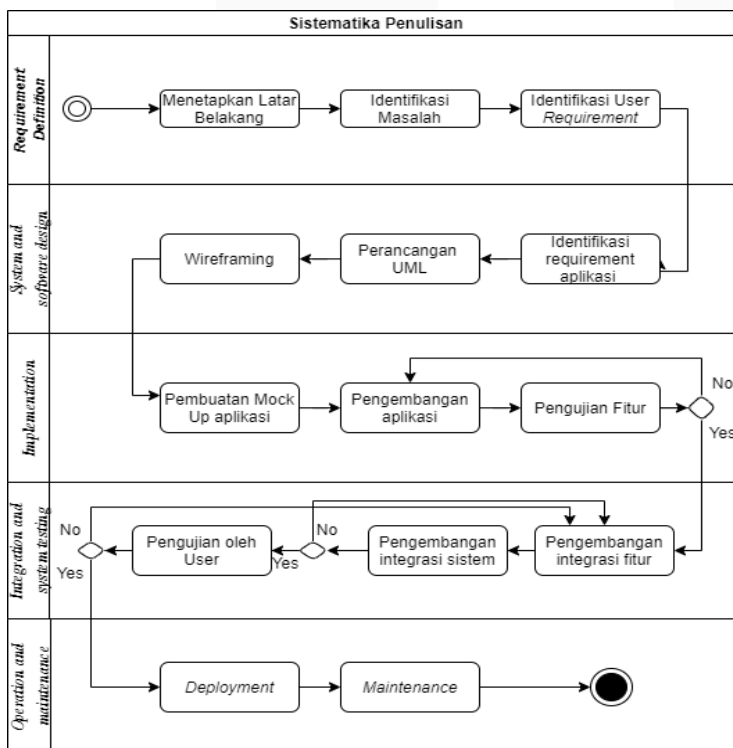 Sistematika Penulisan
Requirement
Definition
Menetapkan Latar
Belakang
Identifikasi
Masalah
Identifikasi User
Requirement
System and
software design
Wireframing
Perancangan
UML
Identifikasi
requirement
aplikasi
Implementation
Pembuatan Mock
Up aplikasi
Pengembangan
aplikasi
Pengujian Fitur
No
Yes
Integration and
system testing
No
Yes
Pengujian oleh
User
No
Yes
Pengembangan
integrasi sistem
Pengembangan
integrasi fitur
Operation and
maintenance
Deployment
Maintenance